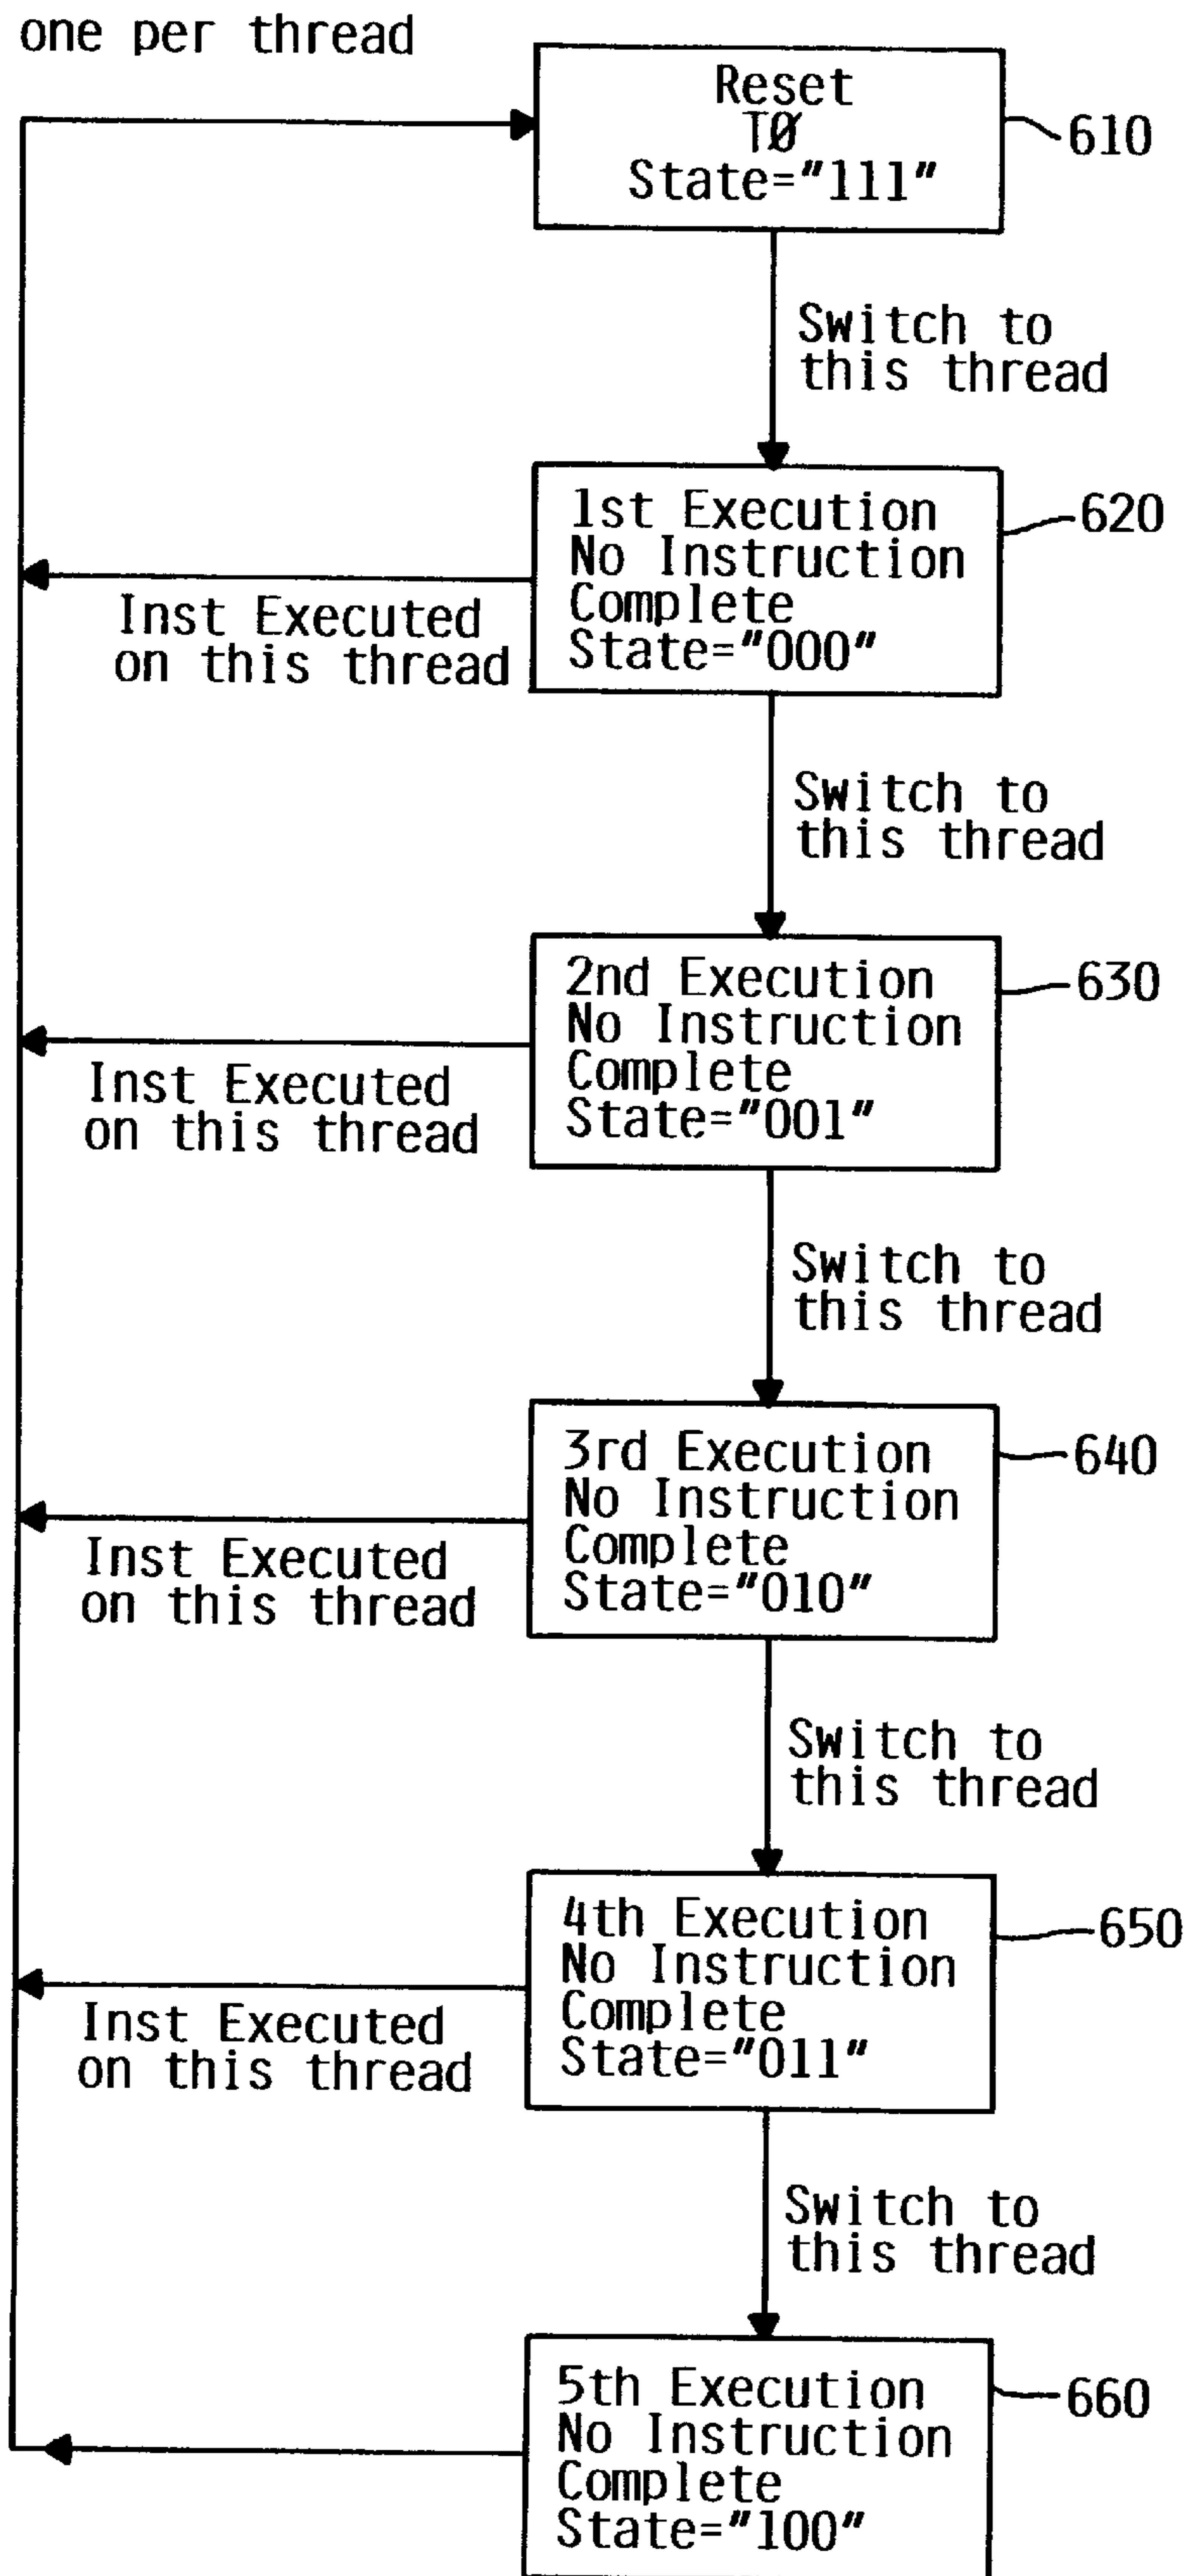 one per thread
Reset
TØ
State="111"
610
Switch to
this thread
1st Execution
No Instruction
Complete
State="000"
620
Inst Executed
on this thread
Switch to
this thread
2nd Execution
No Instruction
Complete
State="001"
630
Inst Executed
on this thread
Switch to
this thread
3rd Execution
No Instruction
Complete
State="010"
640
Inst Executed
on this thread
Switch to
this thread
4th Execution
No Instruction
Complete
State="011"
650
Inst Executed
on this thread
Switch to
this thread
5th Execution
No Instruction
Complete
State="100"
660